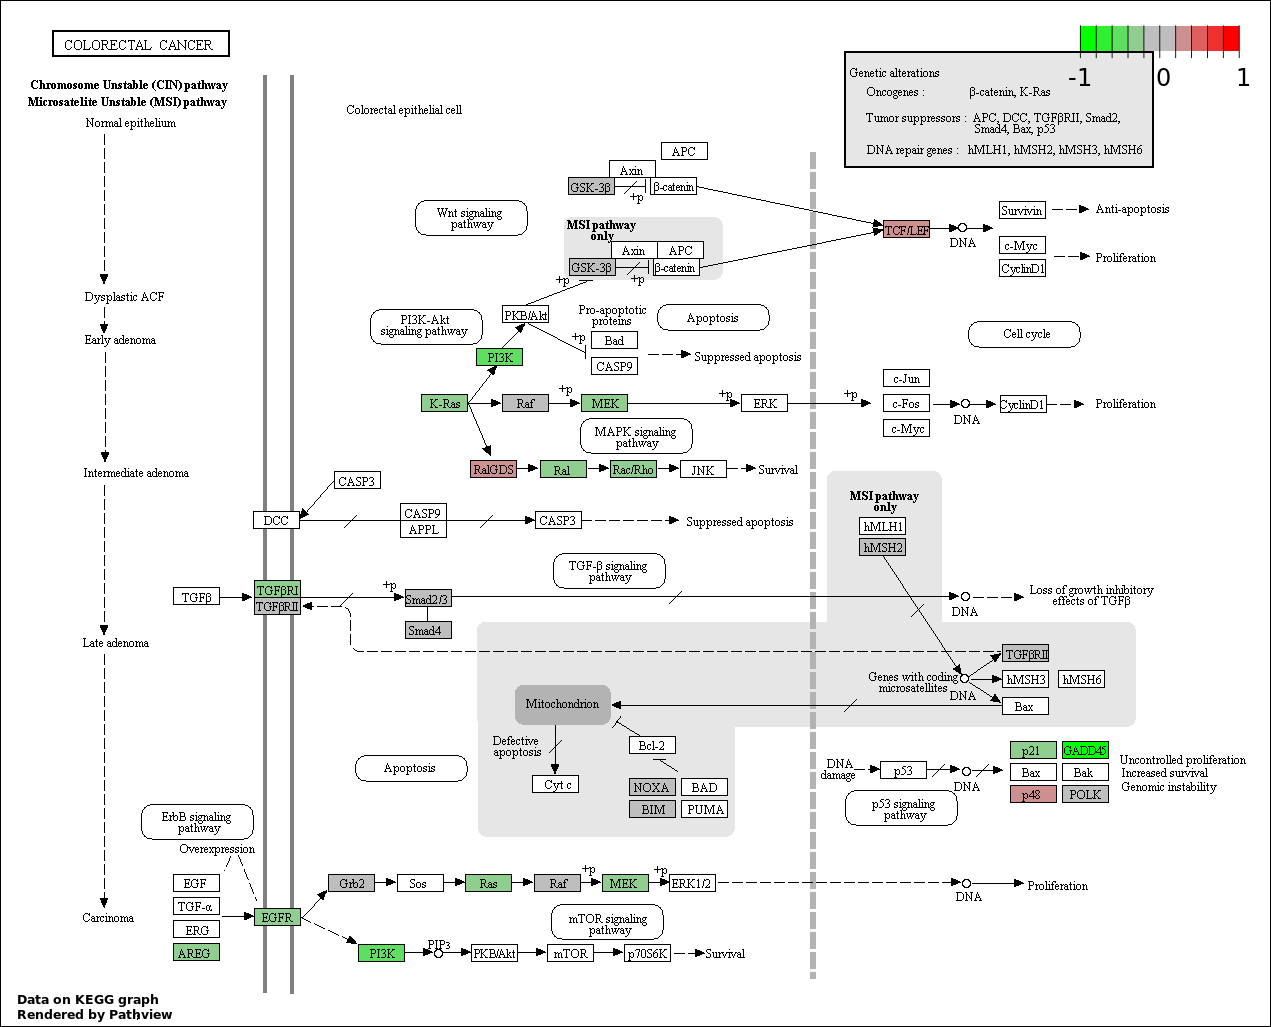 COLORECTAL CANCER
-1 0 1
Chromosome Unstable (CIN) pathway
Microsatelite Unstable (MSI) pathway
Normal epithelium
Dysplastic ACF
Early adenoma
Intermediate adenoma
Late adenoma
Carcinoma
Colorectal epithelial cell
Genetic alterations
Oncogenes : β-catenin, K-Ras
Tumor suppressors : APC, DCC, TGFβRII, Smad2,
Smad4, Bax, p53
DNA repair genes : hMLH1, hMSH2, hMSH3, hMSH6
APC
Axin
GSK-3β
+p
β-catenin
Wnt signaling
pathway
MSI pathway
only
Axin APC
GSK-3β
+p
β-catenin
+p
TCF/LEF
DNA
Survivin
Anti-apoptosis
c-Myc
CyclinD1
Proliferation
PI3K-Akt
signaling pathway
PKB/Akt
Pro-apoptotic
proteins
+p
Bad
CASP9
Apoptosis
Suppressed apoptosis
Cell cycle
PI3K
K-Ras
Raf
+p
MEK
+p
ERK
+p
c-Jun
c-Fos
c-Myc
DNA
CyclinD1
Proliferation
MAPK signaling
pathway
RalGDS
Ral
Rac/Rho
JNK
Survival
CASP3
DCC
CASP9
APPL
CASP3
Suppressed apoptosis
MSI pathway
only
hMLH1
hMSH2
TGF-β signaling
pathway
TGFβ
TGFβRI
TGFβRII
+p
Smad2/3
Smad4
DNA
Loss of growth inhibitory
effects of TGFβ
Genes with coding
microsatellites
DNA
TGFβRII
hMSH3 hMSH6
Bax
Mitochondrion
Defective
apoptosis
Cyt c
Bcl-2
NOXA BAD
BIM PUMA
Apoptosis
DNA
damage
p53
DNA
p53 signaling
pathway
p21 GADD45
Bax Bak
p48 POLK
Uncontrolled proliferation
Increased survival
Genomic instability
ErbB signaling
pathway
Overexpression
EGF
TGF-α
ERG
AREG
EGFR
Grb2
Sos
Ras
Raf
+p
MEK
+p
ERK1/2
DNA
Proliferation
mTOR signaling
pathway
PI3K
PIP3
PKB/Akt
mTOR
p70S6K
Survival
Data on KEGG graph
Rendered by Pathview